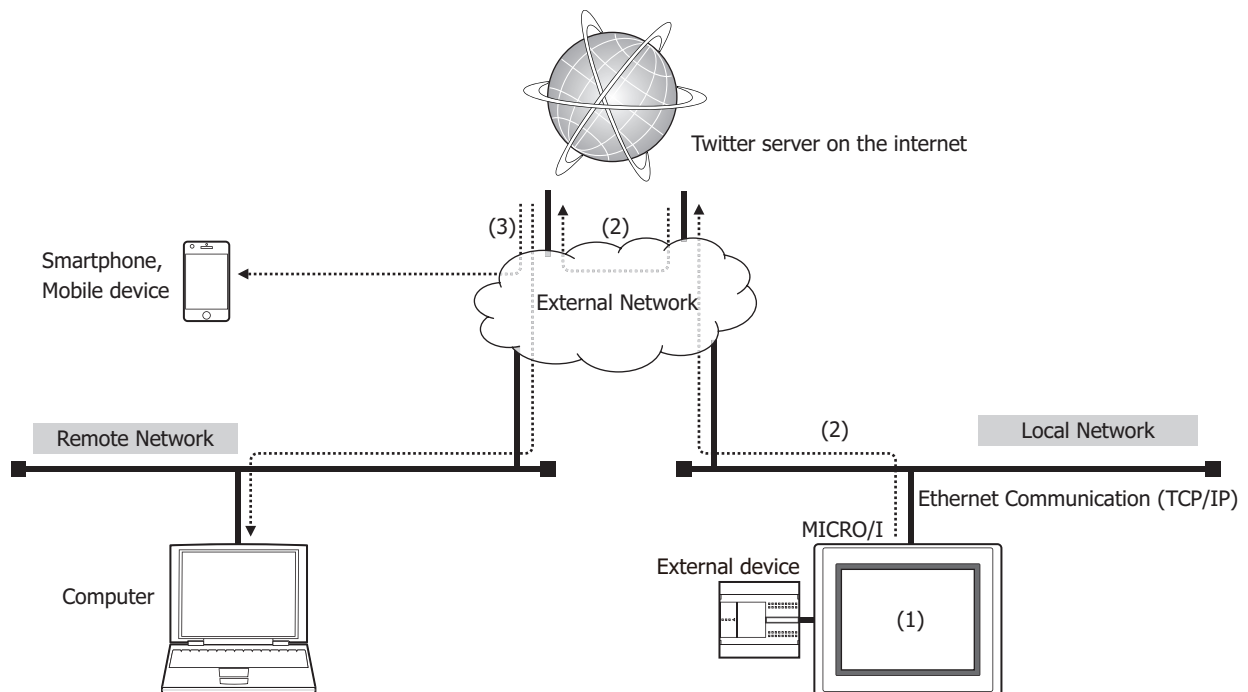 Twitter server on the internet
(3)
(2)
Smartphone,
Mobile device
External Network
Remote Network
(2)
Local Network
Ethernet Communication (TCP/IP)
MICRO/I
External device
Computer
(1)